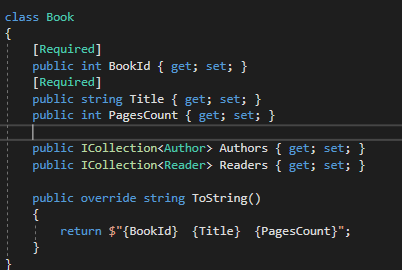 class Book
{
    [Required]
    public int BookId { get; set; }
    [Required]
    public string Title { get; set; }
    public int PagesCount { get; set; }

    public ICollection<Author> Authors { get; set; }
    public ICollection<Reader> Readers { get; set; }

    public override string ToString()
    {
        return $"{BookId}  {Title}  {PagesCount}";
    }
}